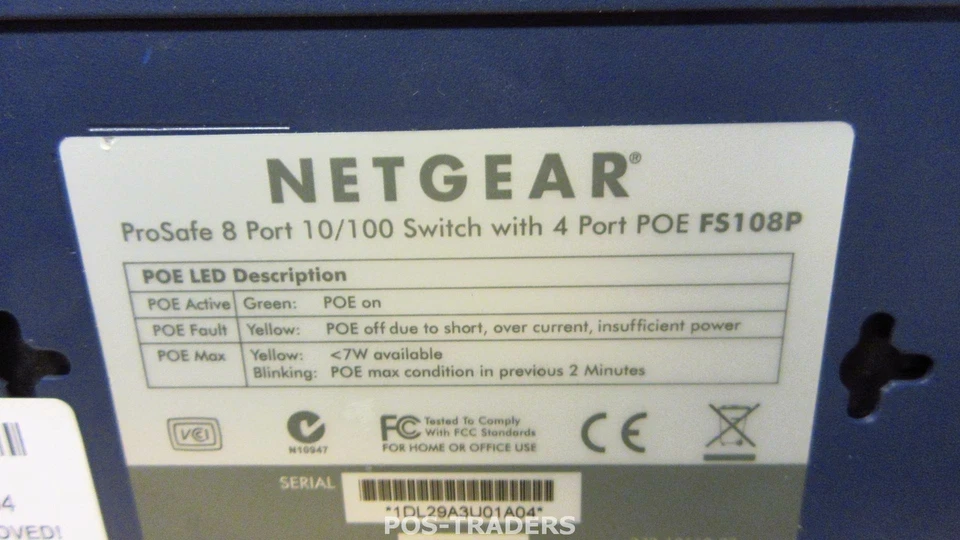 NETGEAR®
ProSafe 8 Port 10/100 Switch with 4 Port POE FS108P
POE LED Description
POE Active Green: POE on
POE Fault Yellow: POE off due to short, over current, insufficient power
POE Max Yellow: <7W available
Blinking: POE max condition in previous 2 Minutes
VCI
N10947
FC Tested To Comply
With FCC Standards
FOR HOME OR OFFICE USE
CE
SERIAL
*1DL29A3U01A04*
POS-TRADERS
4
OVED!